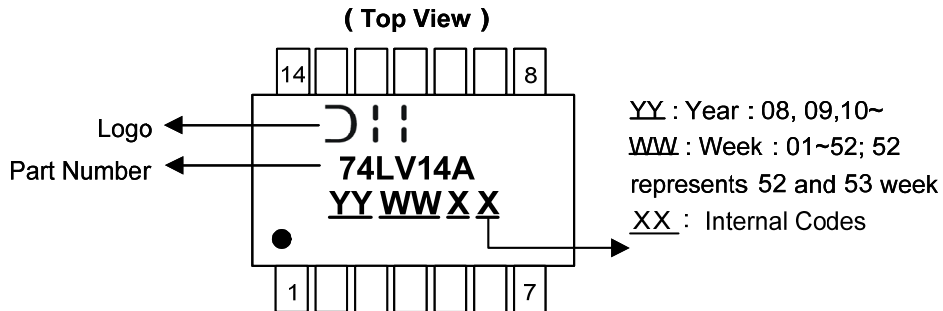 ( Top View )
14 8
Logo
Part Number
74LV14A
YY WW X X
1 7
YY : Year : 08, 09,10~
WW : Week : 01~52; 52
represents 52 and 53 week
XX : Internal Codes